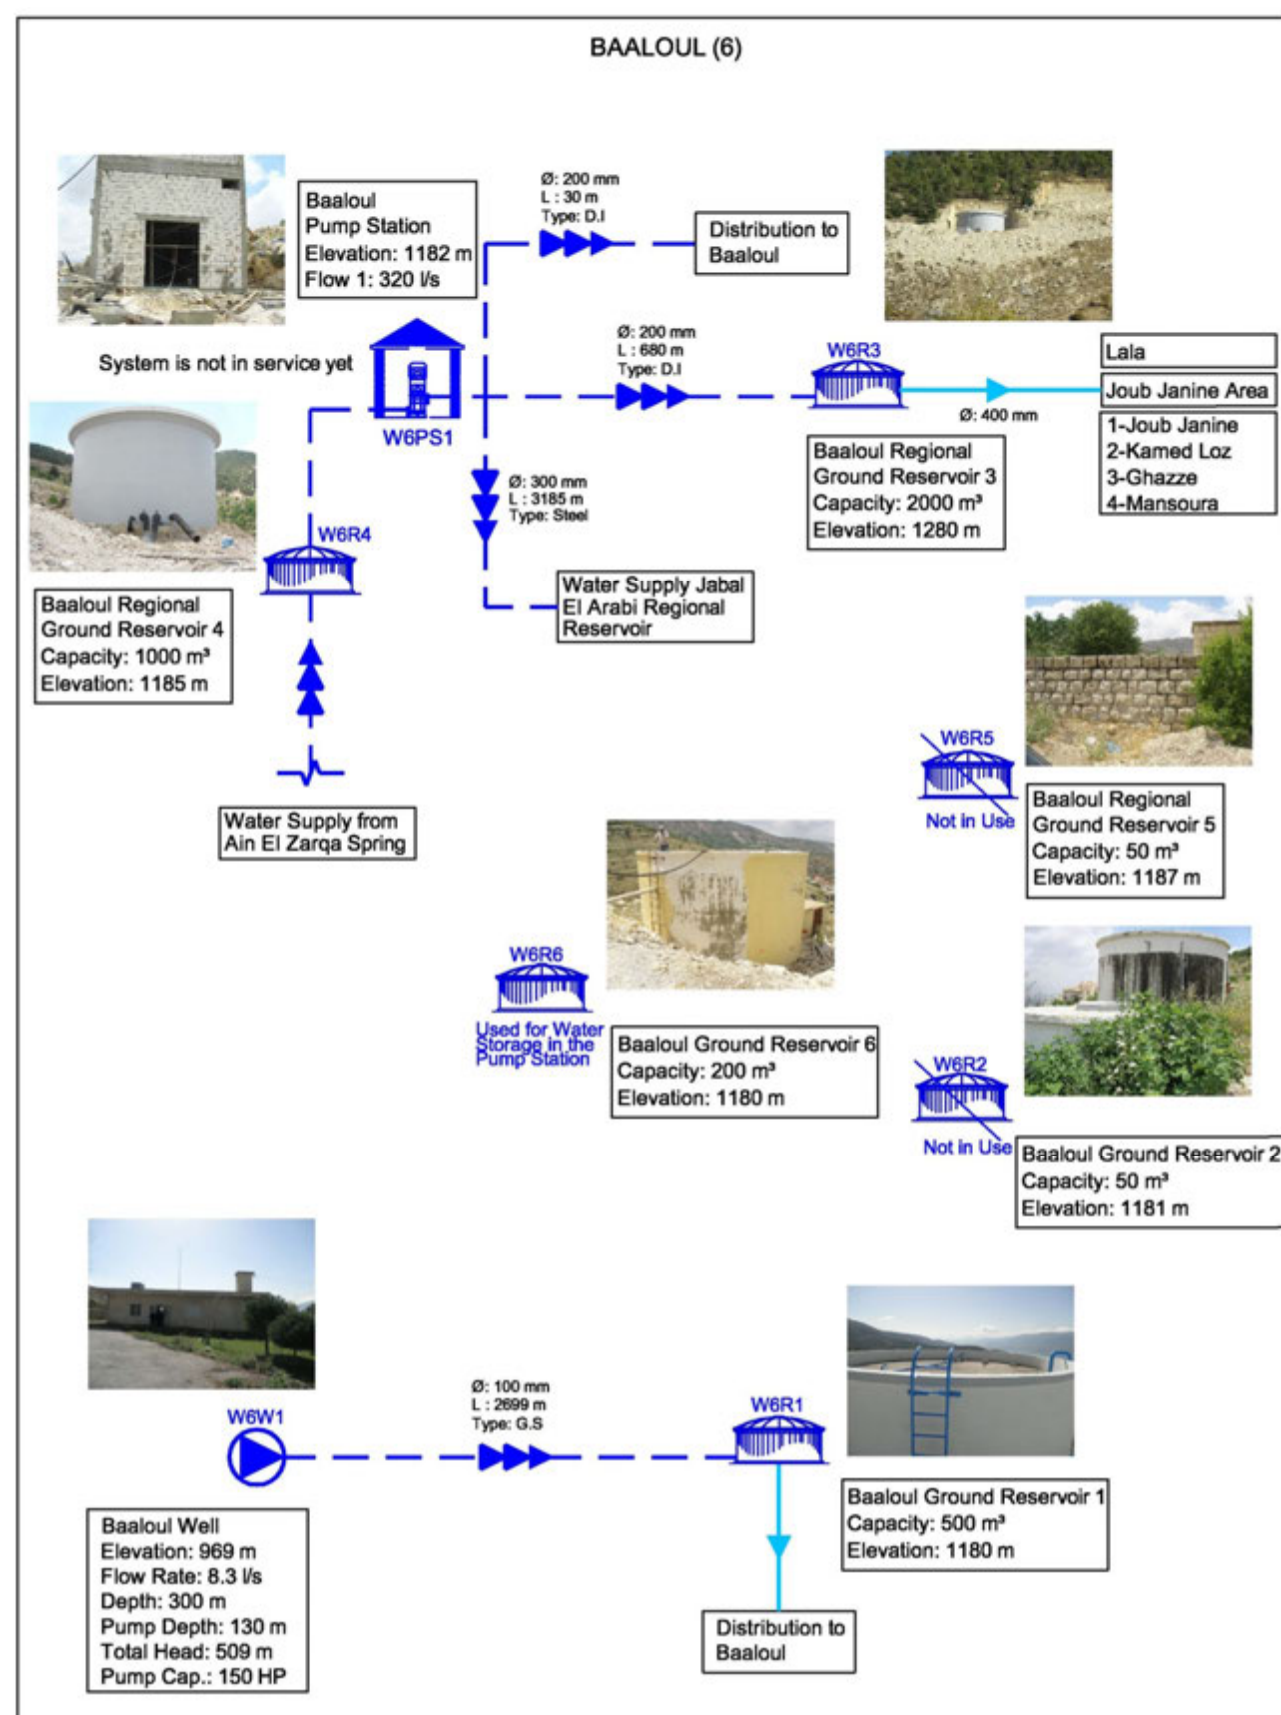 BAALOUL (6)
Baaloul
Pump Station
Elevation: 1182 m
Flow 1: 320 l/s
Ø: 200 mm
L : 30 m
Type: D.I
Distribution to
Baaloul
System is not in service yet
W6PS1
Ø: 200 mm
L : 680 m
Type: D.I
W6R3
Ø: 400 mm
Lala
Joub Janine Area
1-Joub Janine
2-Kamed Loz
3-Ghazze
4-Mansoura
Baaloul Regional
Ground Reservoir 3
Capacity: 2000 m³
Elevation: 1280 m
Ø: 300 mm
L : 3185 m
Type: Steel
W6R4
Baaloul Regional
Ground Reservoir 4
Capacity: 1000 m³
Elevation: 1185 m
Water Supply Jabal
El Arabi Regional
Reservoir
Water Supply from
Ain El Zarqa Spring
W6R5
Not in Use
Baaloul Regional
Ground Reservoir 5
Capacity: 50 m³
Elevation: 1187 m
W6R6
Used for Water
Storage in the
Pump Station
Baaloul Ground Reservoir 6
Capacity: 200 m³
Elevation: 1180 m
W6R2
Not in Use
Baaloul Ground Reservoir 2
Capacity: 50 m³
Elevation: 1181 m
W6W1
Ø: 100 mm
L : 2699 m
Type: G.S
W6R1
Baaloul Ground Reservoir 1
Capacity: 500 m³
Elevation: 1180 m
Baaloul Well
Elevation: 969 m
Flow Rate: 8.3 l/s
Depth: 300 m
Pump Depth: 130 m
Total Head: 509 m
Pump Cap.: 150 HP
Distribution to
Baaloul